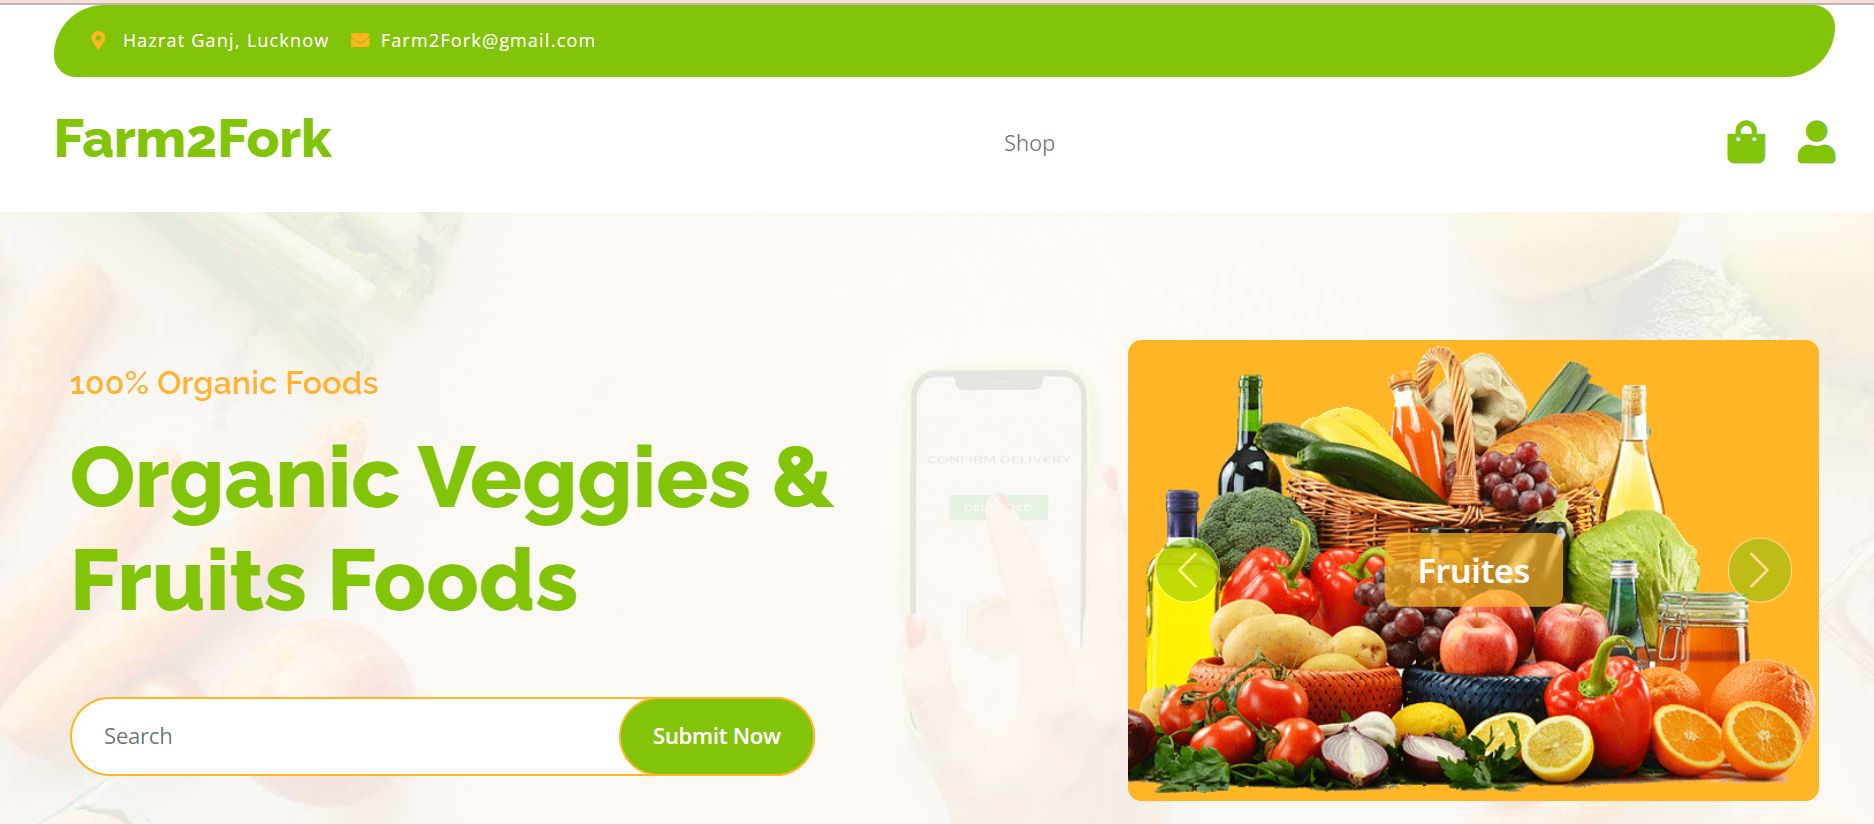 Hazrat Ganj, Lucknow Farm2Fork@gmail.com
Farm2Fork
Shop
100% Organic Foods
Organic Veggies &
Fruits Foods
Search
Submit Now
CONFIRM DELIVERY
Fruites